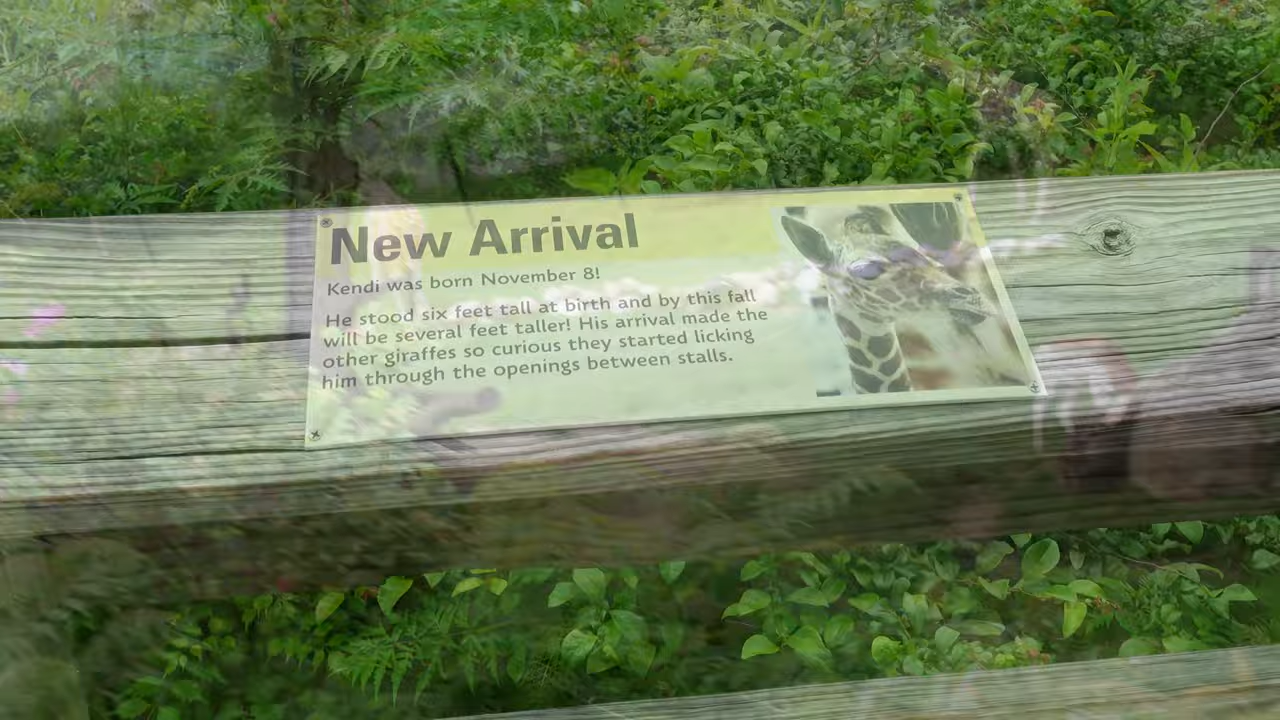 New Arrival
Kendi was born November 8!
He stood six feet tall at birth and by this fall
will be several feet taller! His arrival made the
other giraffes so curious they started licking
him through the openings between stalls.